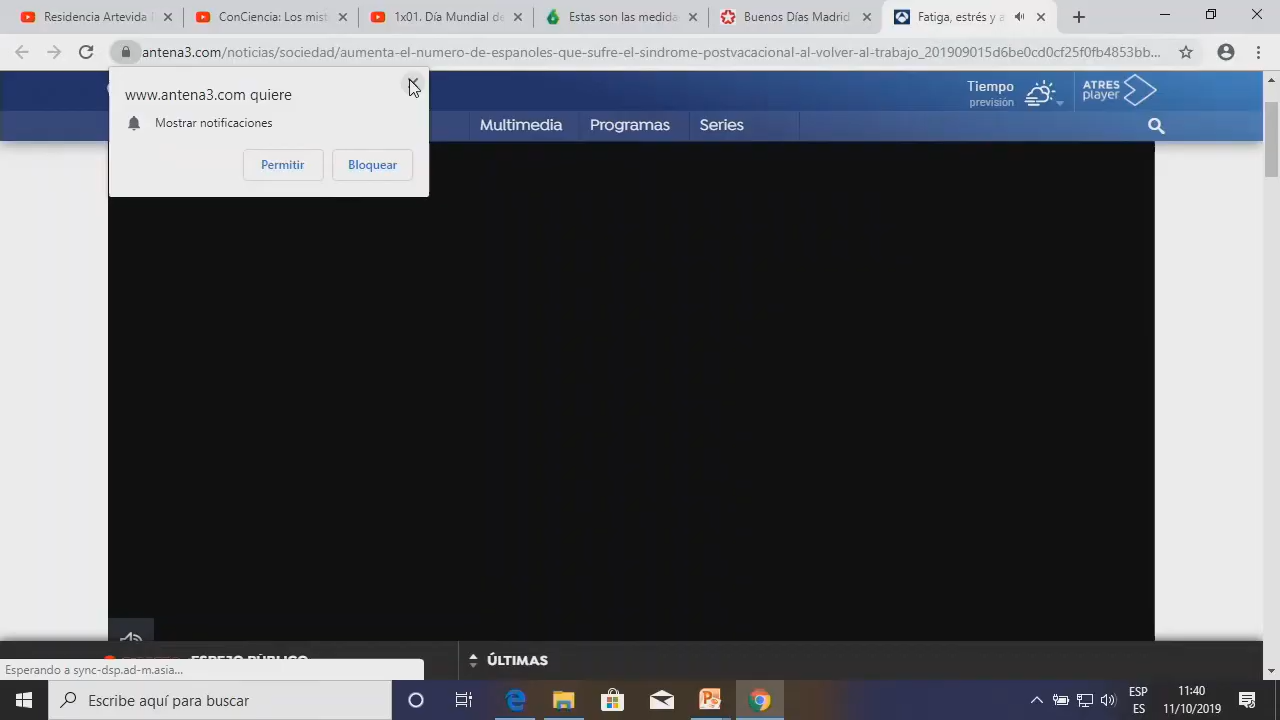 Residencia Artevida
ConCiencia: Los mist
1x01. Día Mundial de
Estas son las medida
Buenos Días Madrid
Fatiga, estrés y a
antena3.com/noticias/sociedad/aumenta-el-numero-de-espanoles-que-sufre-el-sindrome-postvacacional-al-volver-al-trabajo_201909015d6be0cd0cf25f0fb4853bb...
www.antena3.com quiere
Mostrar notificaciones
Permitir
Bloquear
Tiempo
previsión
ATRES
player
Multimedia
Programas
Series
ESPEJO PÚBLICO
ÚLTIMAS
Esperando a sync-dsp.ad-m.asia...
Escribe aquí para buscar
ESP
ES
11:40
11/10/2019